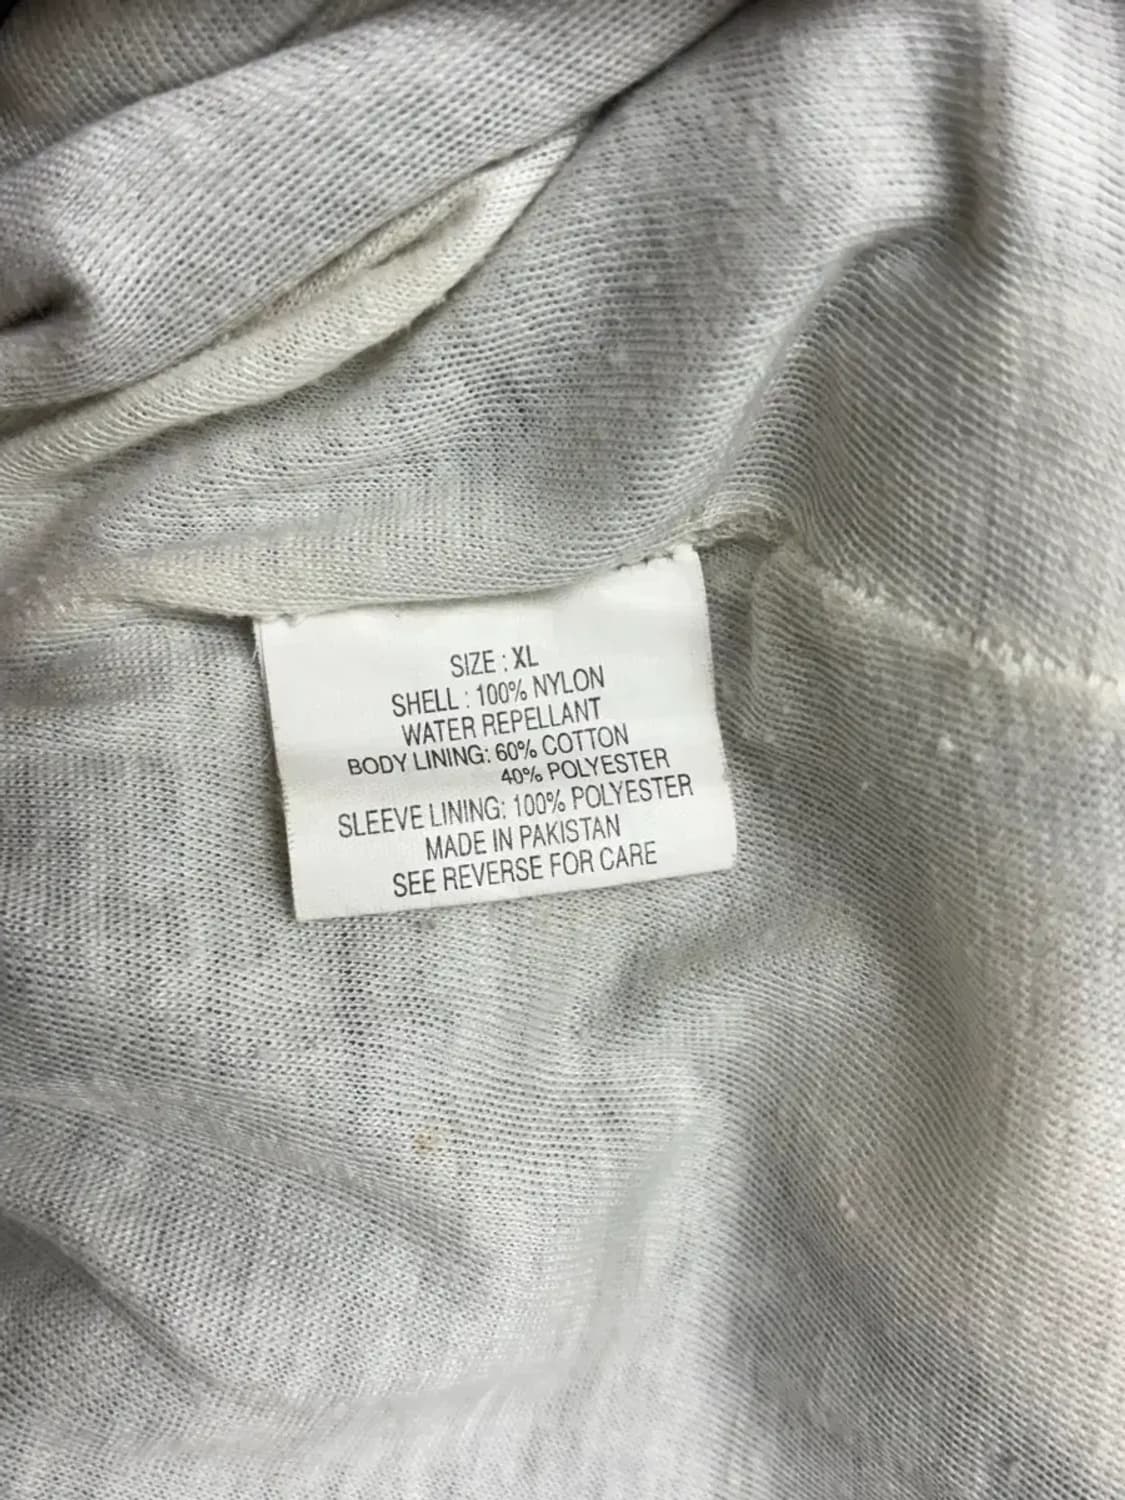 SIZE : XL
SHELL : 100% NYLON
WATER REPELLANT
BODY LINING: 60% COTTON
40% POLYESTER
SLEEVE LINING: 100% POLYESTER
MADE IN PAKISTAN
SEE REVERSE FOR CARE